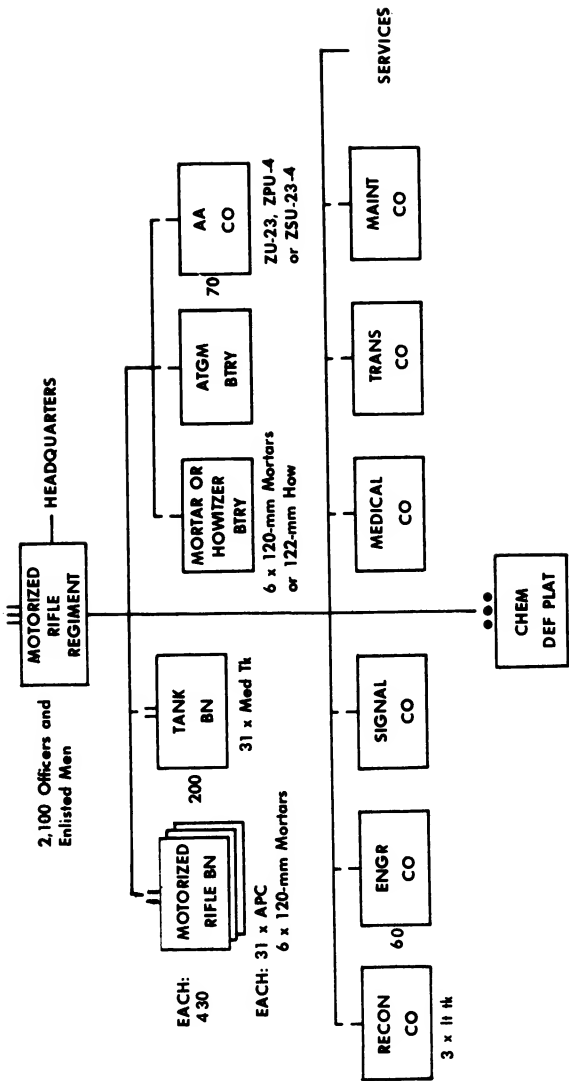 MOTORIZED
RIFLE
REGIMENT
HEADQUARTERS
2,100 Officers and
Enlisted Men
EACH:
430
MOTORIZED
RIFLE BN
EACH: 31 x APC
6 x 120-mm Mortars
200
TANK
BN
31 x Med Tk
MORTAR OR
HOWITZER
BTRY
6 x 120-mm Mortars
or 122-mm How
ATGM
BTRY
70
AA
CO
ZU-23, ZPU-4
or ZSU-23-4
RECON
CO
3 x lt tk
60
ENGR
CO
SIGNAL
CO
MEDICAL
CO
TRANS
CO
MAINT
CO
SERVICES
CHEM
DEF PLAT